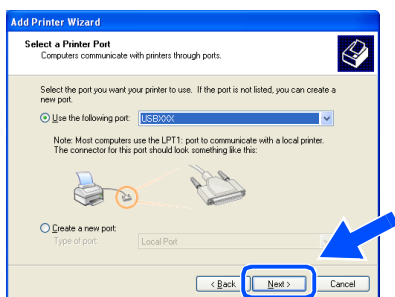 Add Printer Wizard
Select a Printer Port
Computers communicate with printers through ports.
Select the port you want your printer to use. If the port is not listed, you can create a
new port.
Use the following port: USBXXX
Note: Most computers use the LPT1: port to communicate with a local printer.
The connector for this port should look something like this:
Create a new port:
Type of port: Local Port
< Back Next > Cancel